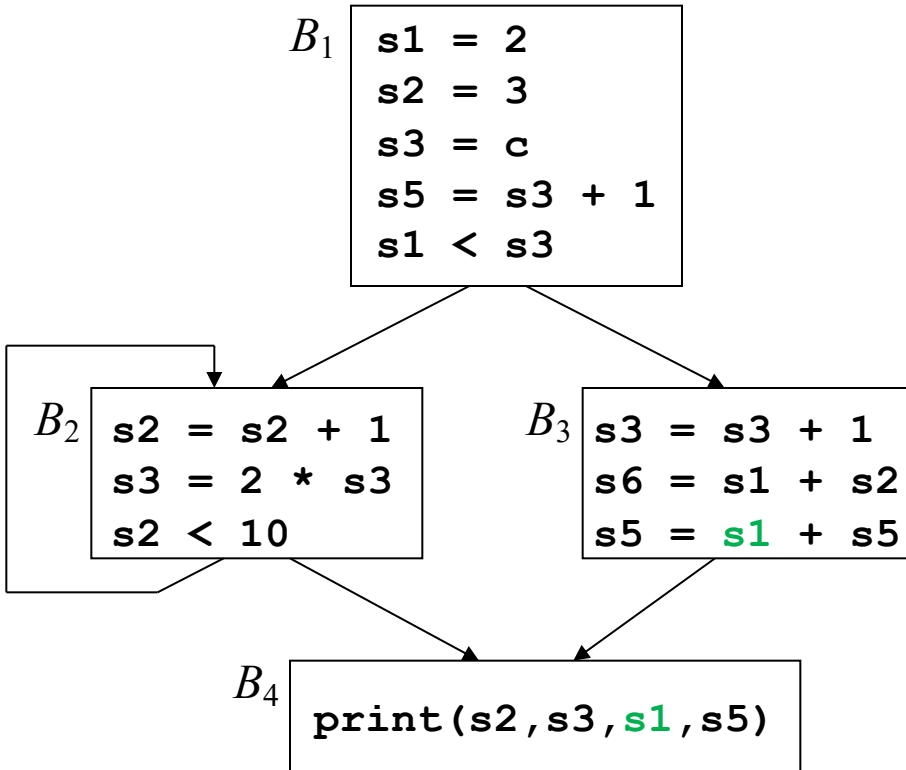 B1
s1 = 2
s2 = 3
s3 = c
s5 = s3 + 1
s1 < s3
B2
s2 = s2 + 1
s3 = 2 * s3
s2 < 10
B3
s3 = s3 + 1
s6 = s1 + s2
s5 = s1 + s5
B4
print(s2,s3,s1,s5)